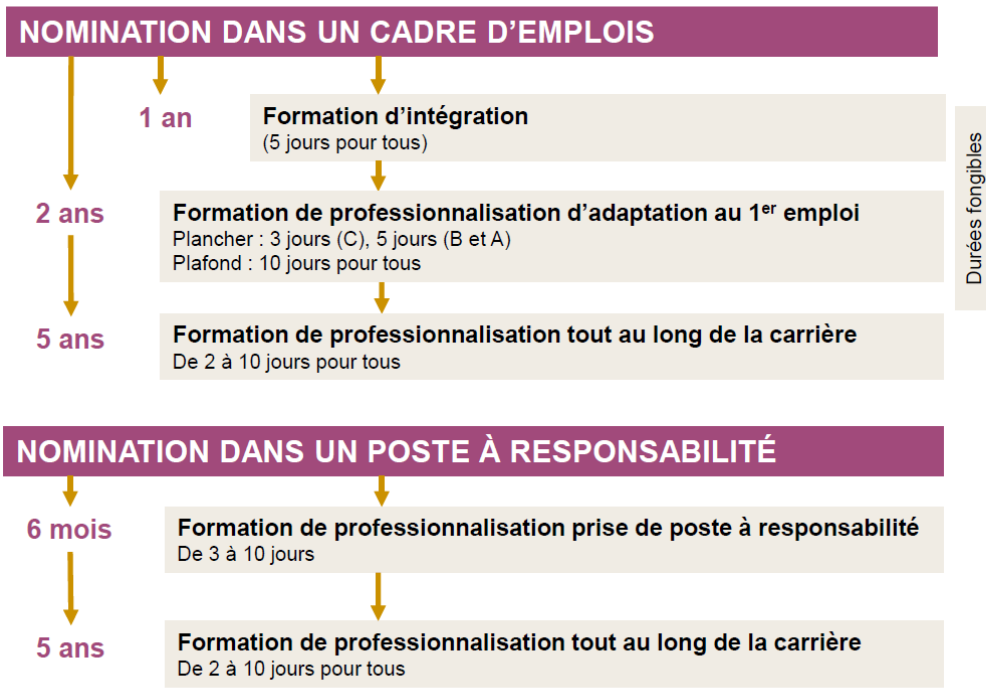 NOMINATION DANS UN CADRE D'EMPLOIS
1 an
Formation d'intégration
(5 jours pour tous)
Durées fongibles
2 ans
Formation de professionnalisation d'adaptation au 1er emploi
Plancher : 3 jours (C), 5 jours (B et A)
Plafond : 10 jours pour tous
5 ans
Formation de professionnalisation tout au long de la carrière
De 2 à 10 jours pour tous
NOMINATION DANS UN POSTE À RESPONSABILITÉ
6 mois
Formation de professionnalisation prise de poste à responsabilité
De 3 à 10 jours
5 ans
Formation de professionnalisation tout au long de la carrière
De 2 à 10 jours pour tous